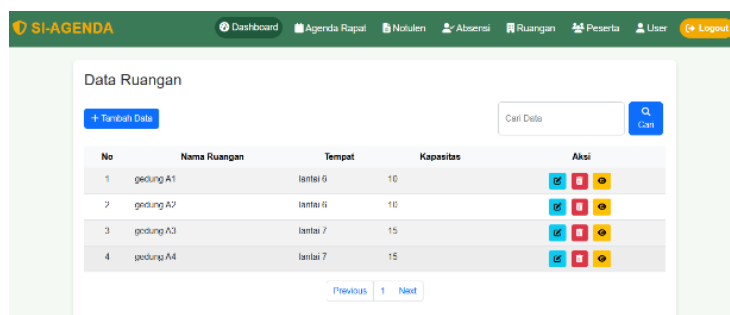 SI-AGENDA Dashboard Agenda Rapat Notulen Absensi Ruangan Peserta User Logout
Data Ruangan
+ Tambah Data Cari Data Cari
No Nama Ruangan Tempat Kapasitas Aksi
1 gedung A1 lantai 6 10
2 gedung A2 lantai 6 10
3 gedung A3 lantai 7 15
4 gedung A4 lantai 7 15
Previous 1 Next